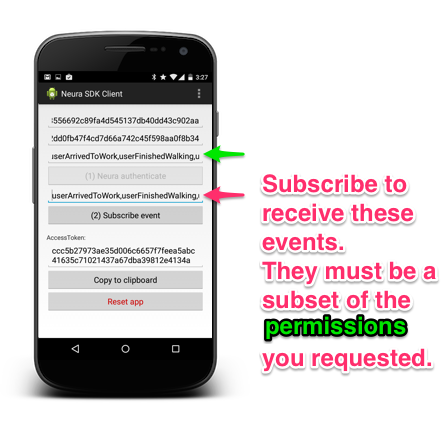 3:27
Neura SDK Client
:556692c89fa4d545137db40dd43c902aa
2dd0fb47f4cd7d66a742c45f598aa0f8b34
userArrivedToWork,userFinishedWalking,u
(1) Neura authenticate
userArrivedToWork,userFinishedWalking,u
(2) Subscribe event
AccessToken:
ccc5b27973ae35d006c6657f7feea5abc
41635c71021437a67dba39812e4134a
Copy to clipboard
Reset app
Subscribe to
receive these
events.
They must be a
subset of the
permissions
you requested.